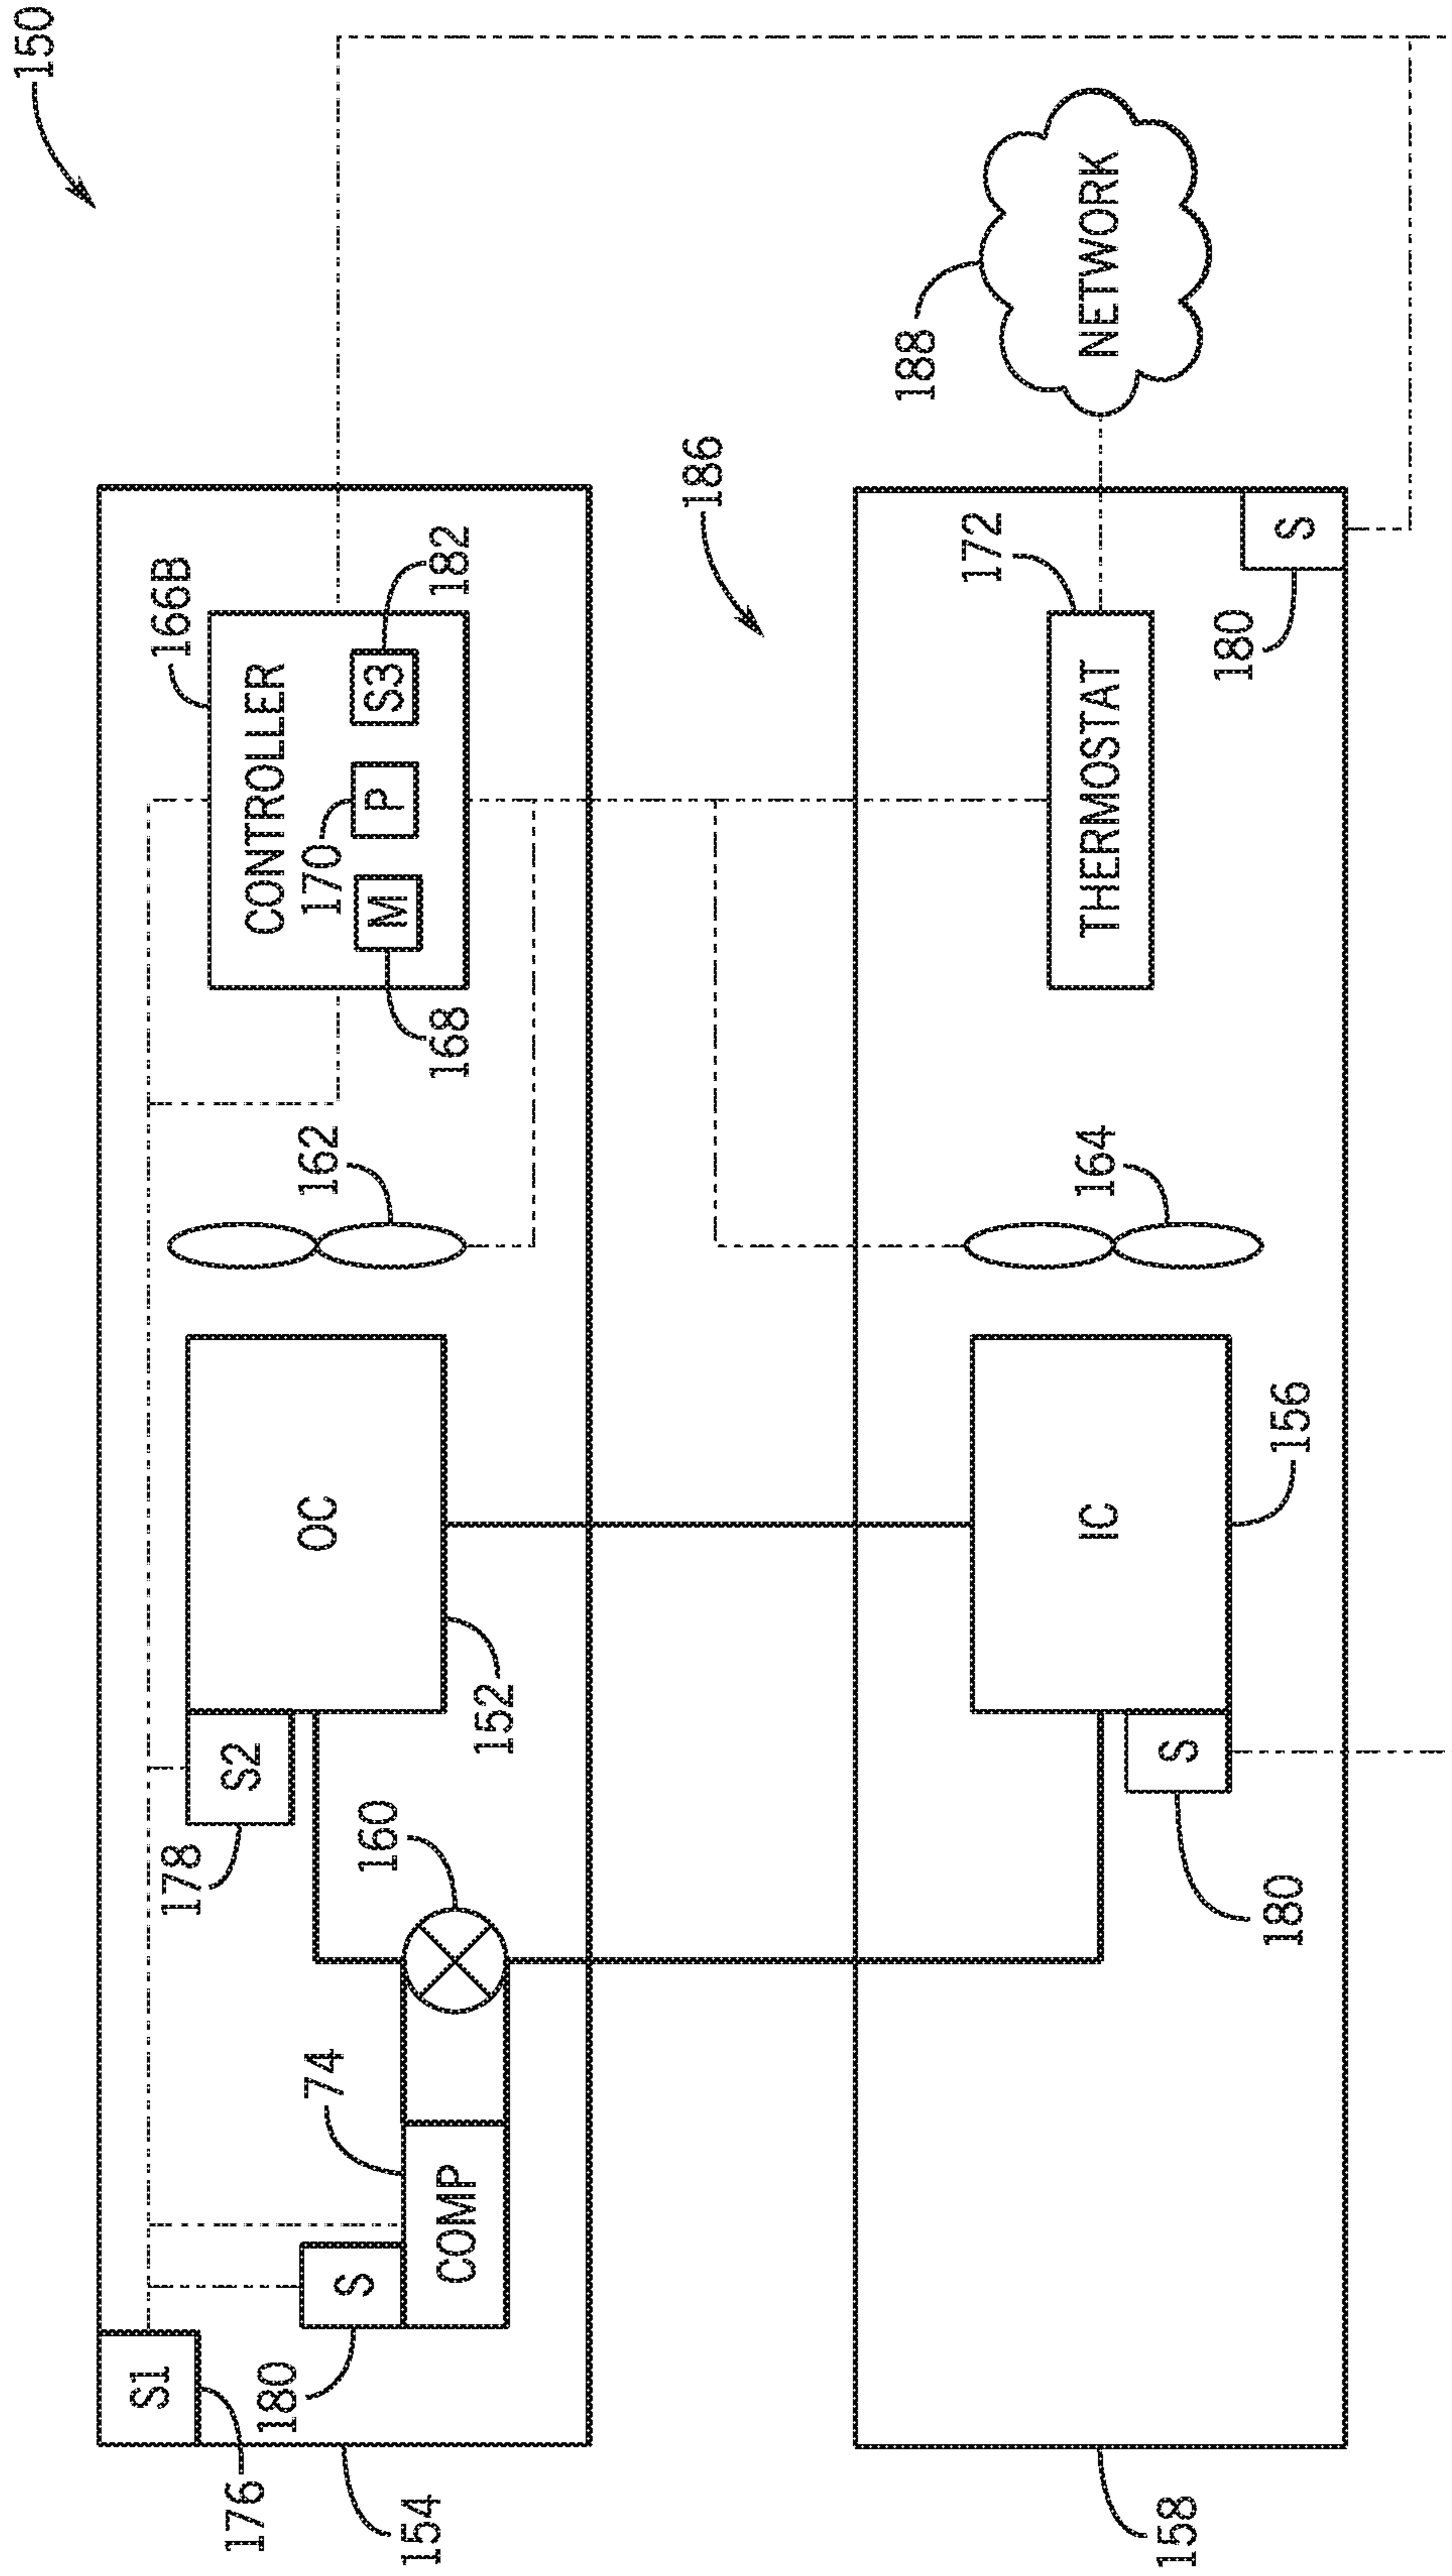 150
154
176
S1
180
S
74
COMP
160
178
S2
152
OC
162
166B
CONTROLLER
168
M
170
P
182
S3
186
158
180
S
156
IC
164
172
THERMOSTAT
180
S
188
NETWORK